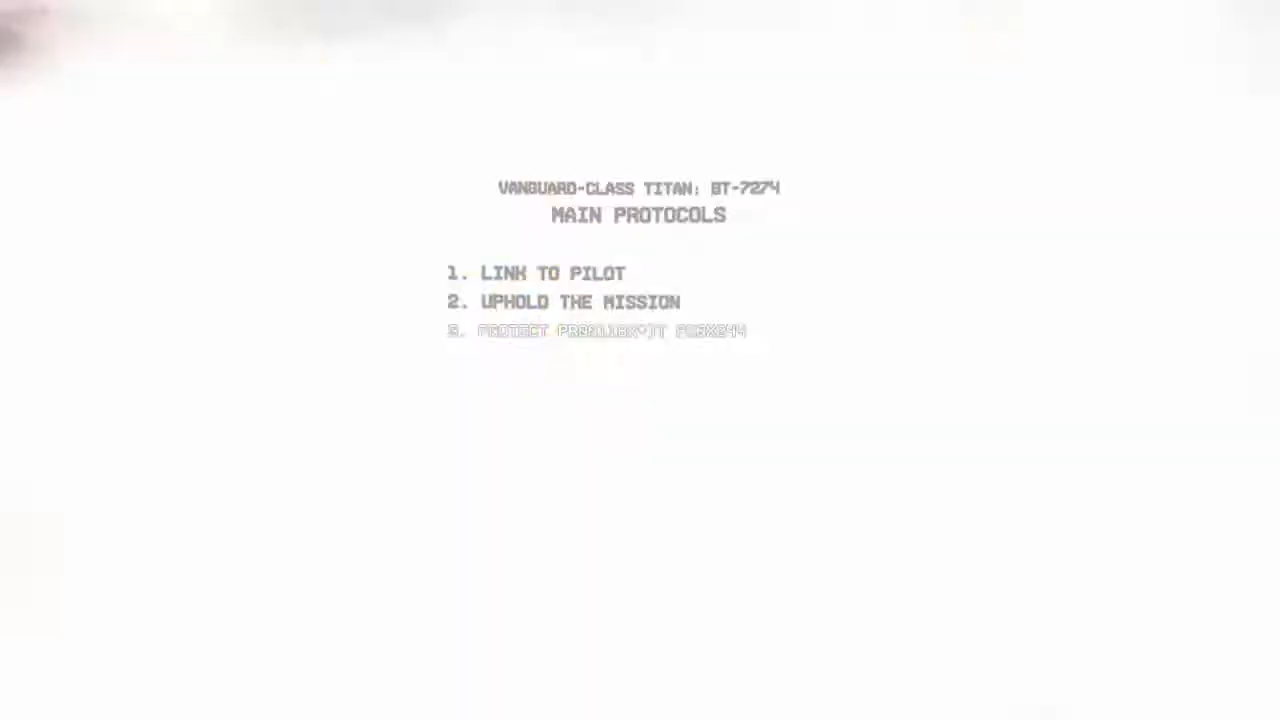 VANGUARD-CLASS TITAN: BT-7274
MAIN PROTOCOLS
1. LINK TO PILOT
2. UPHOLD THE MISSION
3. PROTECT